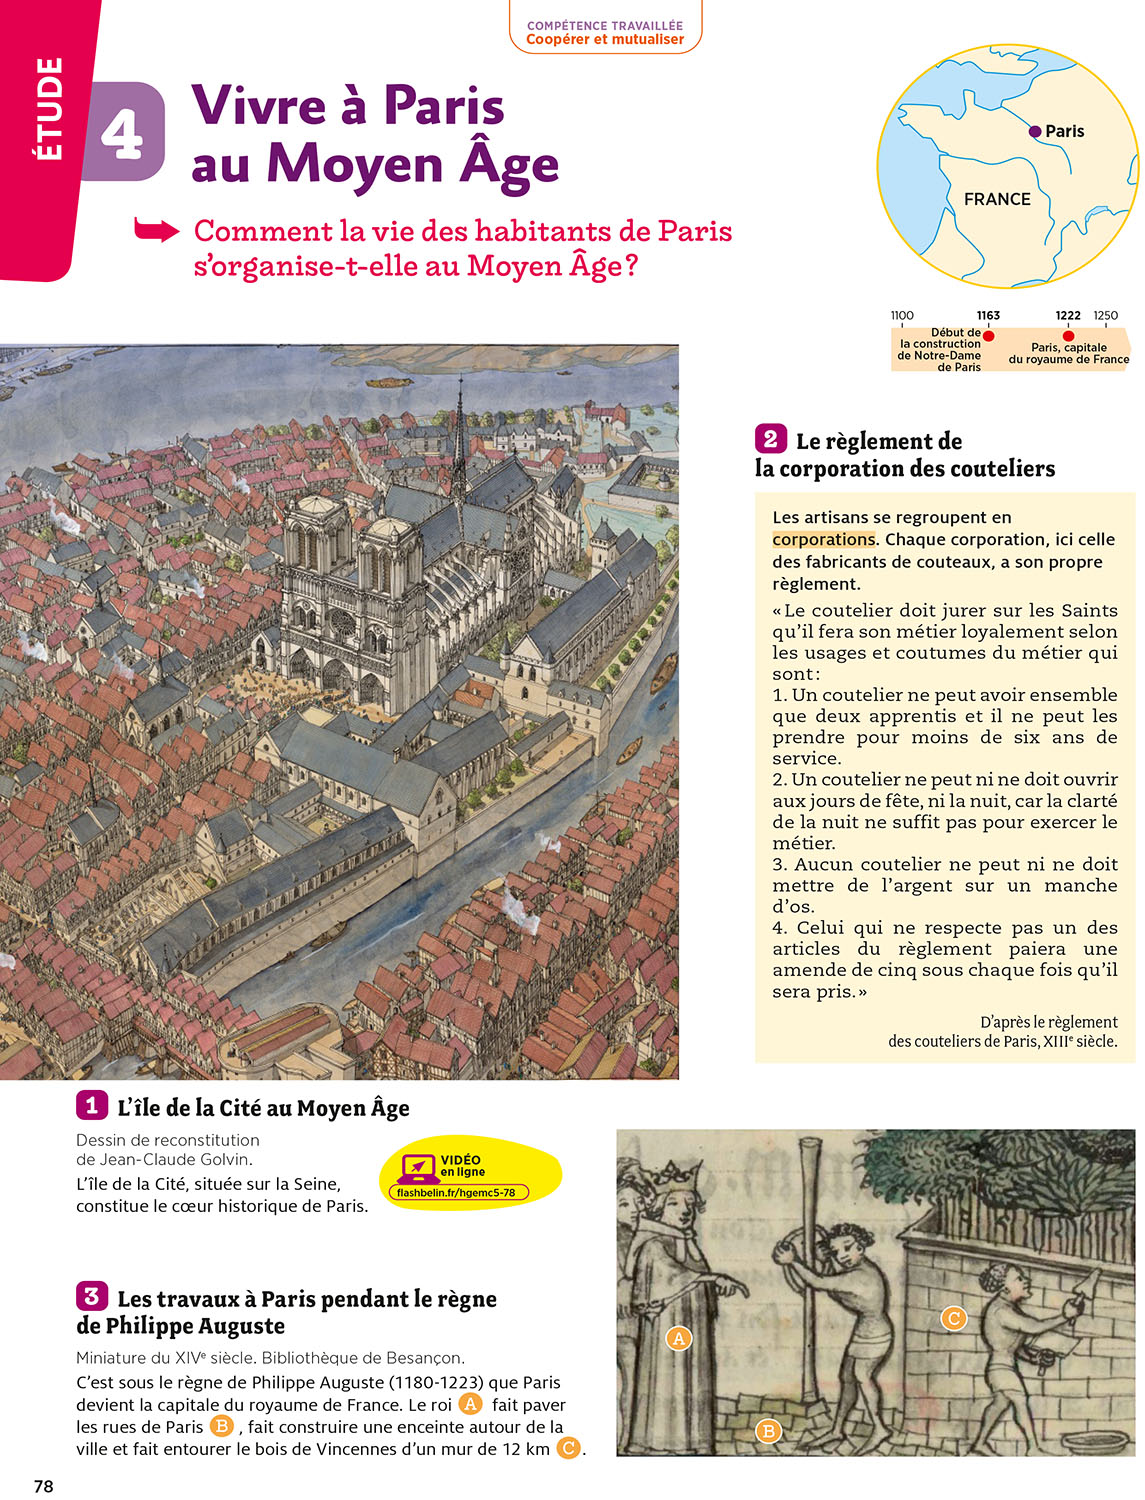 COMPÉTENCE TRAVAILLÉE
Coopérer et mutualiser
ÉTUDE
4
Vivre à Paris
au Moyen Âge
Comment la vie des habitants de Paris
s’organise-t-elle au Moyen Âge ?
Paris
FRANCE
1100 1163 1222 1250
Début de
la construction
de Notre-Dame
de Paris
Paris, capitale
du royaume de France
2 Le règlement de
la corporation des couteliers
Les artisans se regroupent en
corporations. Chaque corporation, ici celle
des fabricants de couteaux, a son propre
règlement.
« Le coutelier doit jurer sur les Saints
qu’il fera son métier loyalement selon
les usages et coutumes du métier qui
sont :
1. Un coutelier ne peut avoir ensemble
que deux apprentis et il ne peut les
prendre pour moins de six ans de
service.
2. Un coutelier ne peut ni ne doit ouvrir
aux jours de fête, ni la nuit, car la clarté
de la nuit ne suffit pas pour exercer le
métier.
3. Aucun coutelier ne peut ni ne doit
mettre de l’argent sur un manche
d’os.
4. Celui qui ne respecte pas un des
articles du règlement paiera une
amende de cinq sous chaque fois qu’il
sera pris. »
D’après le règlement
des couteliers de Paris, XIIIe siècle.
1 L’île de la Cité au Moyen Âge
Dessin de reconstitution
de Jean-Claude Golvin.
L’île de la Cité, située sur la Seine,
constitue le cœur historique de Paris.
VIDÉO
en ligne
flashbelin.fr/hgemc5-78
3 Les travaux à Paris pendant le règne
de Philippe Auguste
Miniature du XIVe siècle. Bibliothèque de Besançon.
C’est sous le règne de Philippe Auguste (1180-1223) que Paris
devient la capitale du royaume de France. Le roi A fait paver
les rues de Paris B , fait construire une enceinte autour de la
ville et fait entourer le bois de Vincennes d’un mur de 12 km C .
A
B
C
78